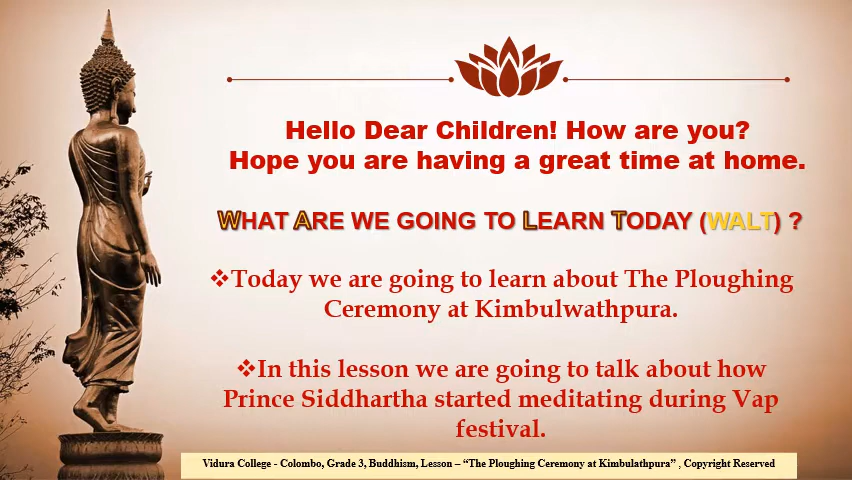 Hello Dear Children! How are you?
Hope you are having a great time at home.
WHAT ARE WE GOING TO LEARN TODAY (WALT) ?
❖Today we are going to learn about The Ploughing
Ceremony at Kimbulwathpura.
❖In this lesson we are going to talk about how
Prince Siddhartha started meditating during Vap
festival.
Vidura College - Colombo, Grade 3, Buddhism, Lesson – “The Ploughing Ceremony at Kimbulathpura” , Copyright Reserved